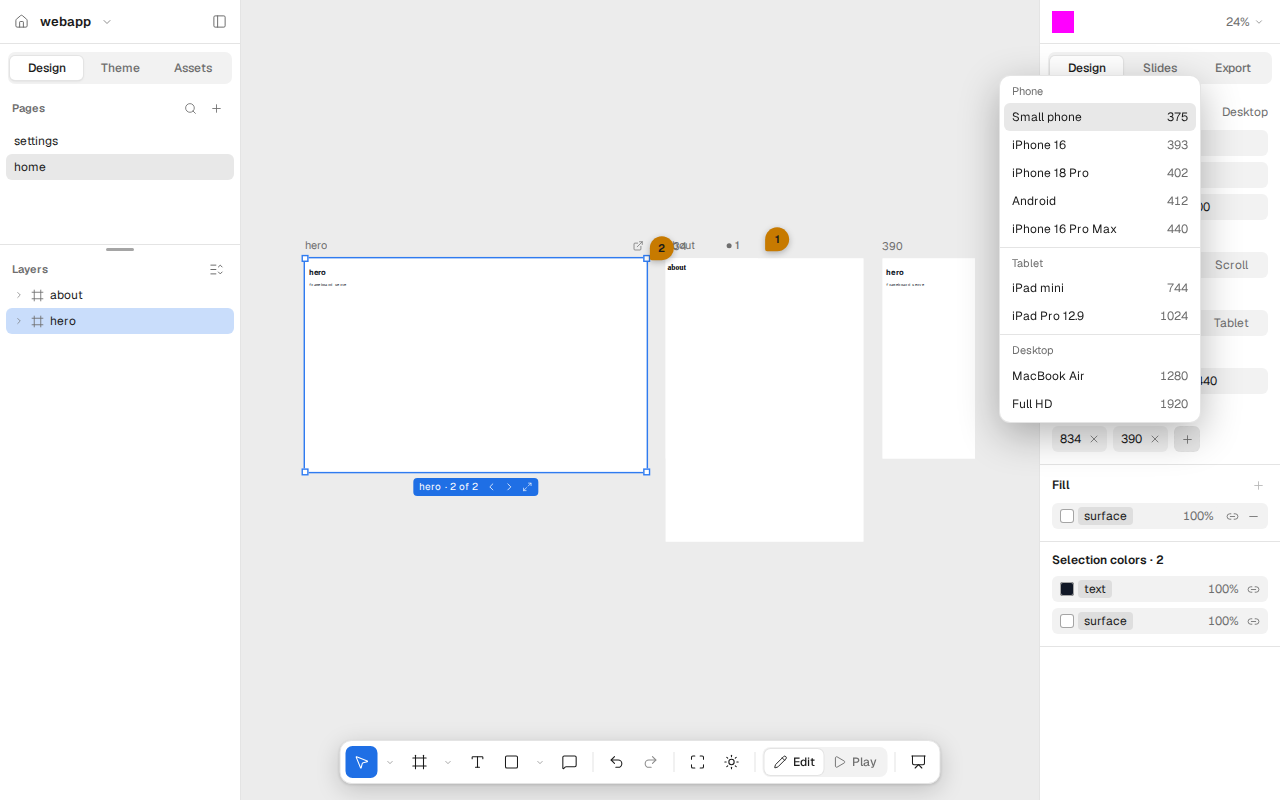 webapp
24%
Design Theme Assets
Design Slides Export
Pages
settings
home
Layers
about
hero
hero
2
1
1
390
hero
about
hero
hero · 2 of 2
Phone
Small phone 375
iPhone 16 393
iPhone 18 Pro 402
Android 412
iPhone 16 Pro Max 440
Tablet
iPad mini 744
iPad Pro 12.9 1024
Desktop
MacBook Air 1280
Full HD 1920
Desktop
Scroll
Tablet
834 390
Fill
surface 100%
Selection colors · 2
text 100%
surface 100%
Edit Play